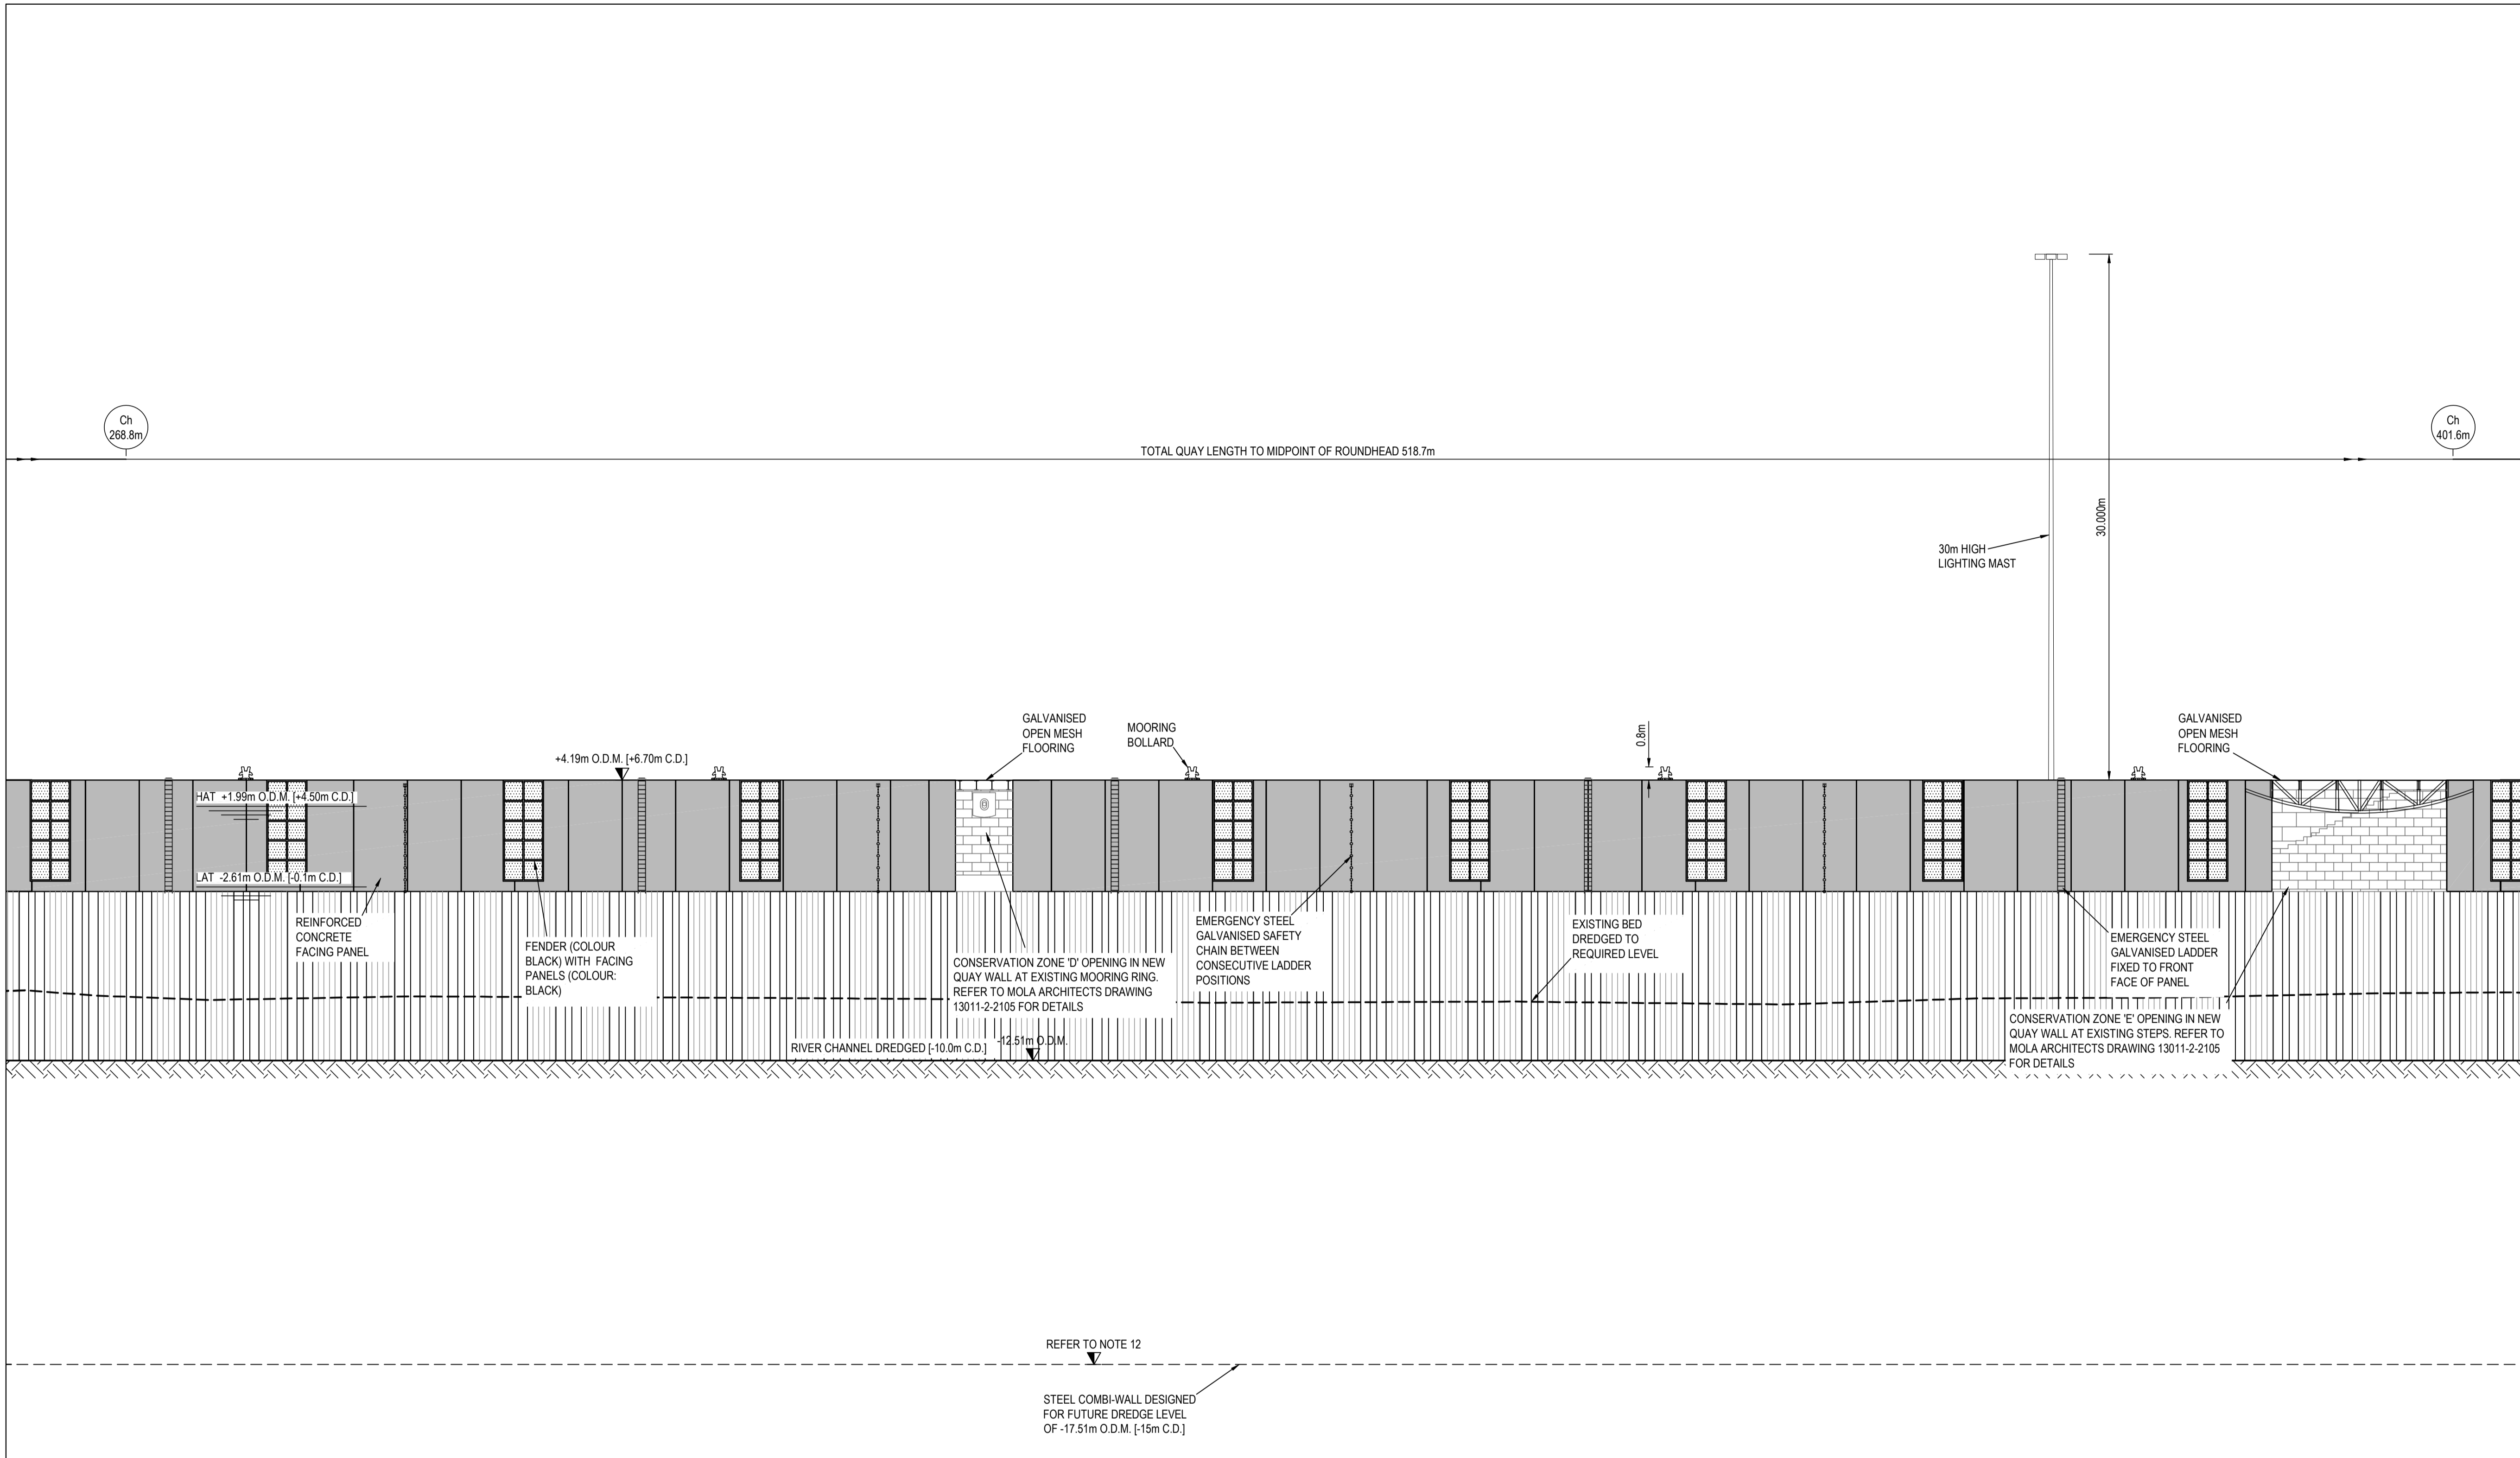 Ch
268.8m
Ch
401.6m
TOTAL QUAY LENGTH TO MIDPOINT OF ROUNDHEAD 518.7m
30.000m
30m HIGH
LIGHTING MAST
GALVANISED
OPEN MESH
FLOORING
MOORING
BOLLARD
0.8m
GALVANISED
OPEN MESH
FLOORING
+4.19m O.D.M. [+6.70m C.D.]
HAT +1.99m O.D.M. [+4.50m C.D.]
LAT -2.61m O.D.M. [-0.1m C.D.]
REINFORCED
CONCRETE
FACING PANEL
FENDER (COLOUR
BLACK) WITH FACING
PANELS (COLOUR:
BLACK)
CONSERVATION ZONE 'D' OPENING IN NEW
QUAY WALL AT EXISTING MOORING RING.
REFER TO MOLA ARCHITECTS DRAWING
13011-2-2105 FOR DETAILS
EMERGENCY STEEL
GALVANISED SAFETY
CHAIN BETWEEN
CONSECUTIVE LADDER
POSITIONS
EXISTING BED
DREDGED TO
REQUIRED LEVEL
EMERGENCY STEEL
GALVANISED LADDER
FIXED TO FRONT
FACE OF PANEL
CONSERVATION ZONE 'E' OPENING IN NEW
QUAY WALL AT EXISTING STEPS. REFER TO
MOLA ARCHITECTS DRAWING 13011-2-2105
FOR DETAILS
RIVER CHANNEL DREDGED [-10.0m C.D.] -12.51m O.D.M.
REFER TO NOTE 12
STEEL COMBI-WALL DESIGNED
FOR FUTURE DREDGE LEVEL
OF -17.51m O.D.M. [-15m C.D.]